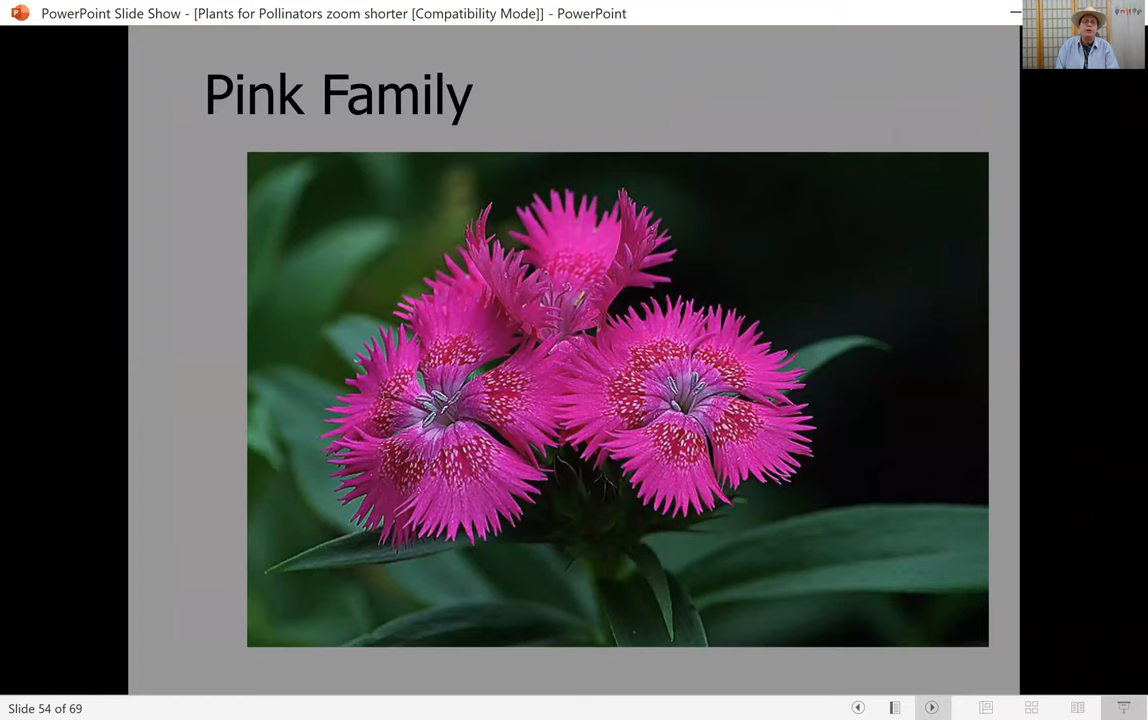 PowerPoint Slide Show - [Plants for Pollinators zoom shorter [Compatibility Mode]] - PowerPoint
Pink Family
Slide 54 of 69